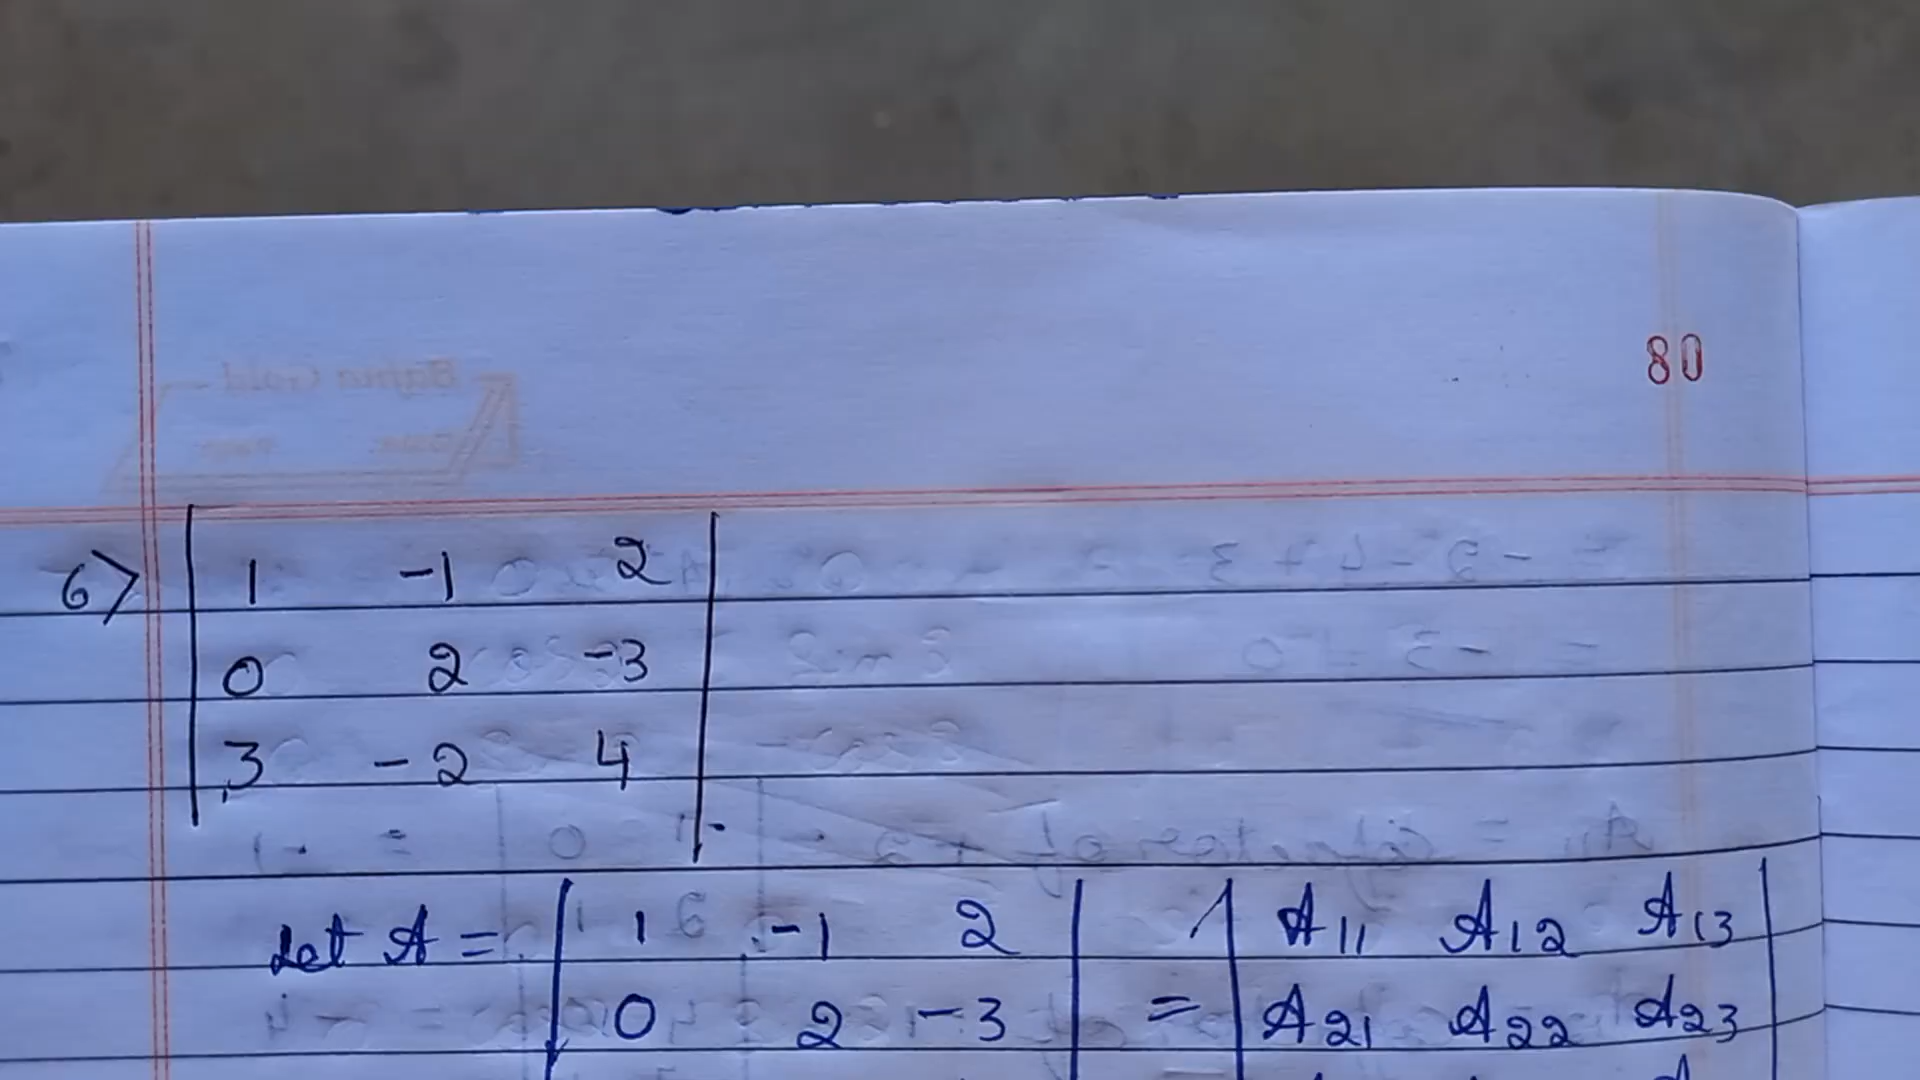 80
6> | 1 -1 2 |
| 0 2 -3 |
| 3 -2 4 |
Let A = | 1 -1 2 | | A11 A12 A13 |
| 0 2 -3 | = | A21 A22 A23 |